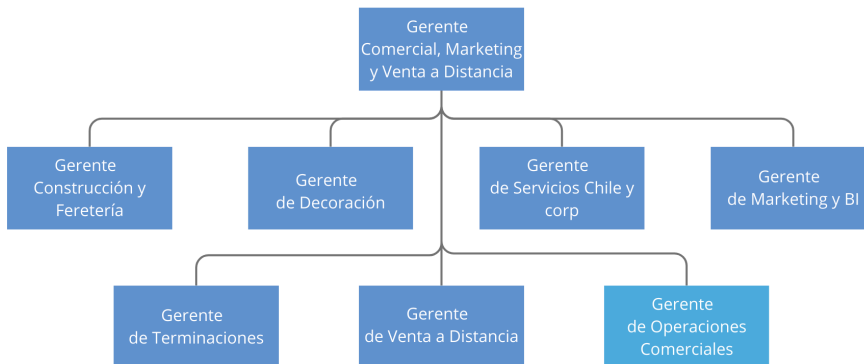 Gerente
Comercial, Marketing
y Venta a Distancia
Gerente
Construcción y
Feretería
Gerente
de Decoración
Gerente
de Servicios Chile y
corp
Gerente
de Marketing y BI
Gerente
de Terminaciones
Gerente
de Venta a Distancia
Gerente
de Operaciones
Comerciales